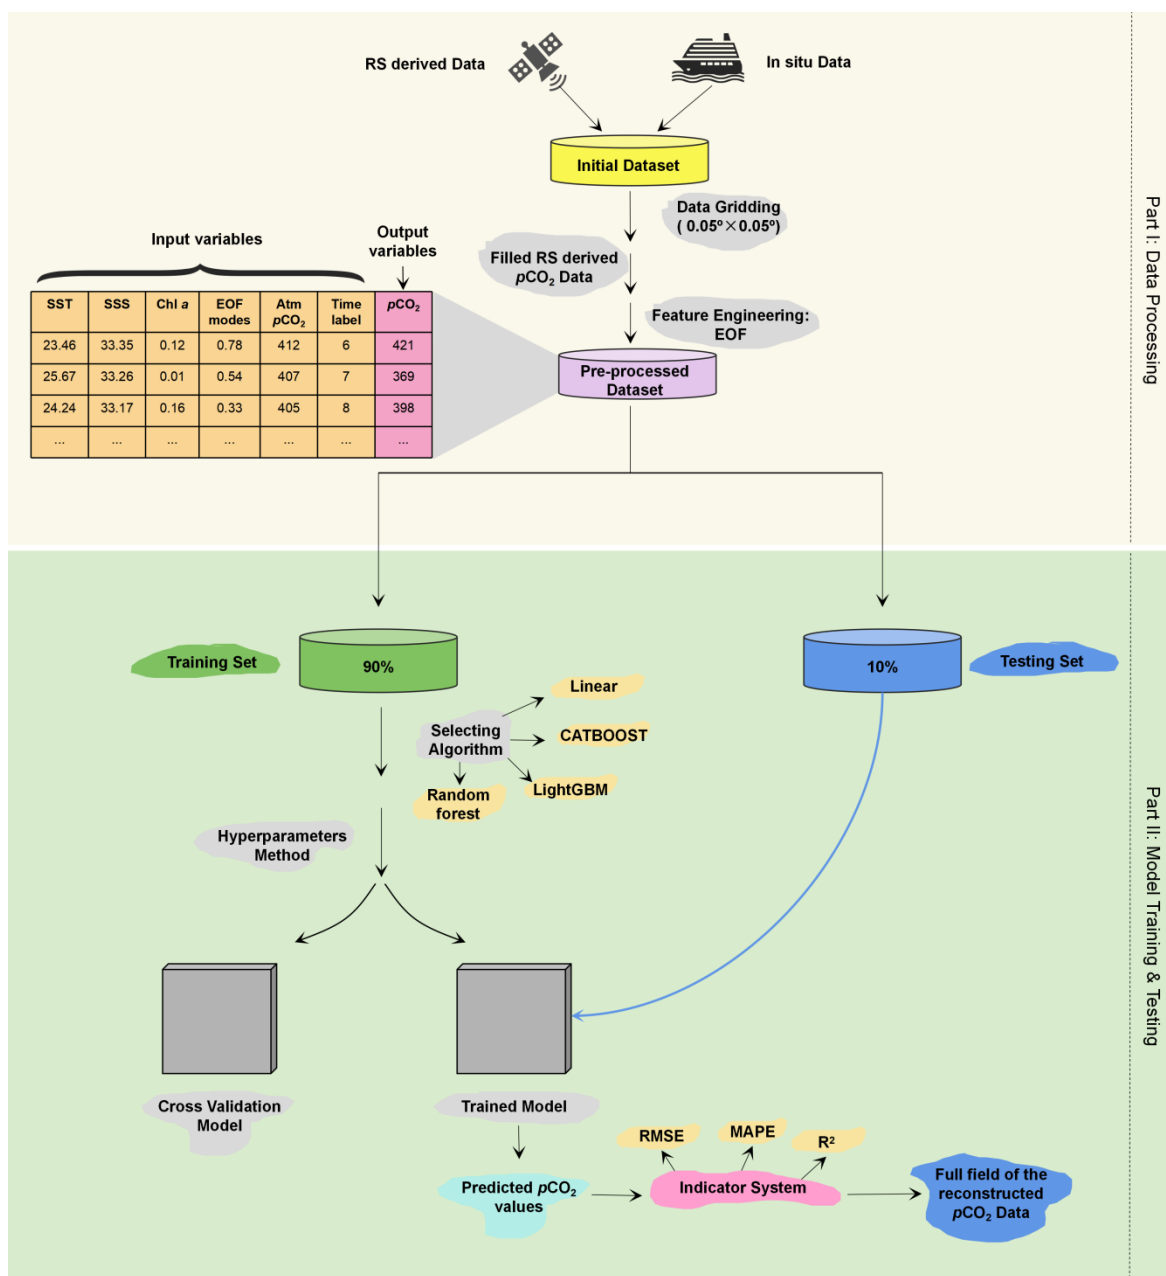 RS derived Data
In situ Data
Initial Dataset
Data Gridding
( 0.05º×0.05º)
Filled RS derived
pCO₂ Data
Feature Engineering:
EOF
Pre-processed
Dataset
Input variables
Output
variables
SST SSS Chl a EOF modes Atm pCO₂ Time label pCO₂
23.46 33.35 0.12 0.78 412 6 421
25.67 33.26 0.01 0.54 407 7 369
24.24 33.17 0.16 0.33 405 8 398
... ... ... ... ... ... ...
Part I: Data Processing
Training Set
90%
10%
Testing Set
Selecting
Algorithm
Linear
CATBOOST
LightGBM
Random
forest
Hyperparameters
Method
Cross Validation
Model
Trained Model
Predicted pCO₂
values
RMSE
MAPE
R²
Indicator System
Full field of the
reconstructed
pCO₂ Data
Part II: Model Training & Testing